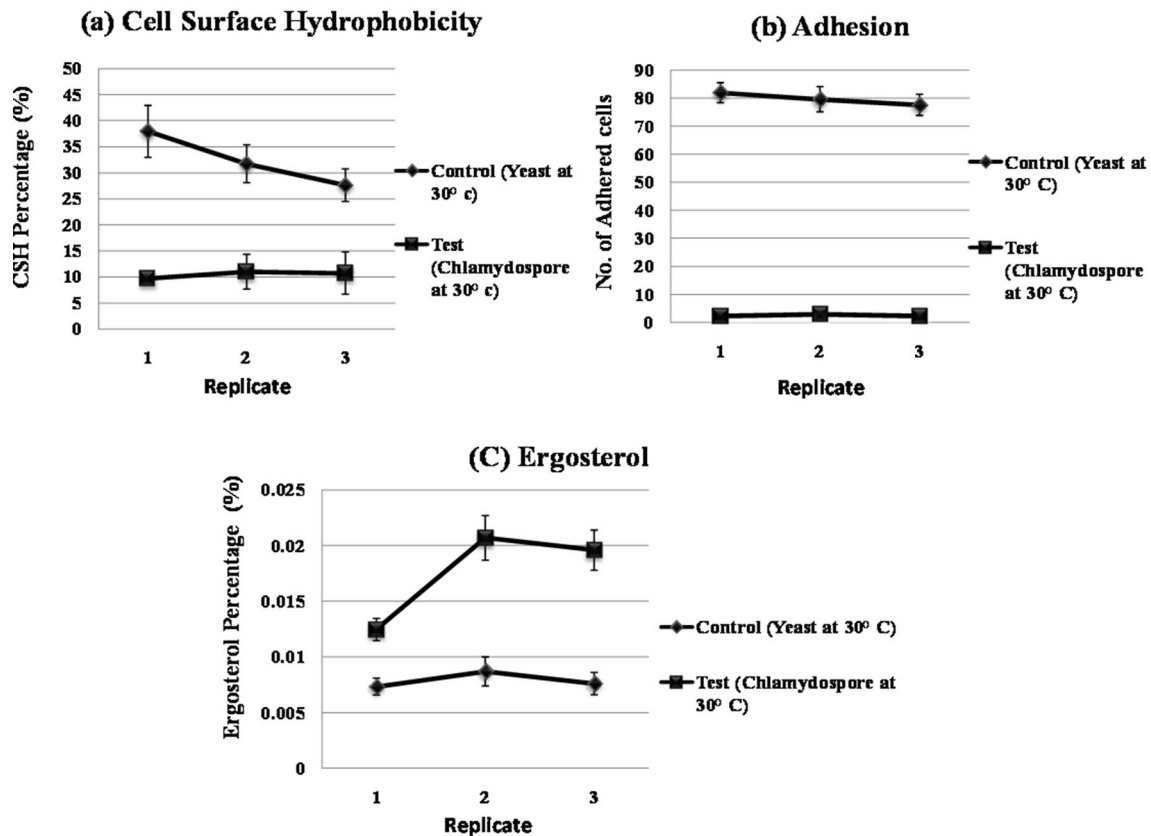 (a) Cell Surface Hydrophobicity
CSH Percentage (%)
50
45
40
35
30
25
20
15
10
5
0
1 2 3
Replicate
Control (Yeast at
30° c)
Test
(Chlamydospore
at 30° c)
(b) Adhesion
No. of Adhered cells
90
80
70
60
50
40
30
20
10
0
1 2 3
Replicate
Control (Yeast at
30° C)
Test
(Chlamydospore
at 30° C)
(C) Ergosterol
Ergosterol Percentage (%)
0.025
0.02
0.015
0.01
0.005
0
1 2 3
Replicate
Control (Yeast at 30° C)
Test (Chlamydospore at
30° C)